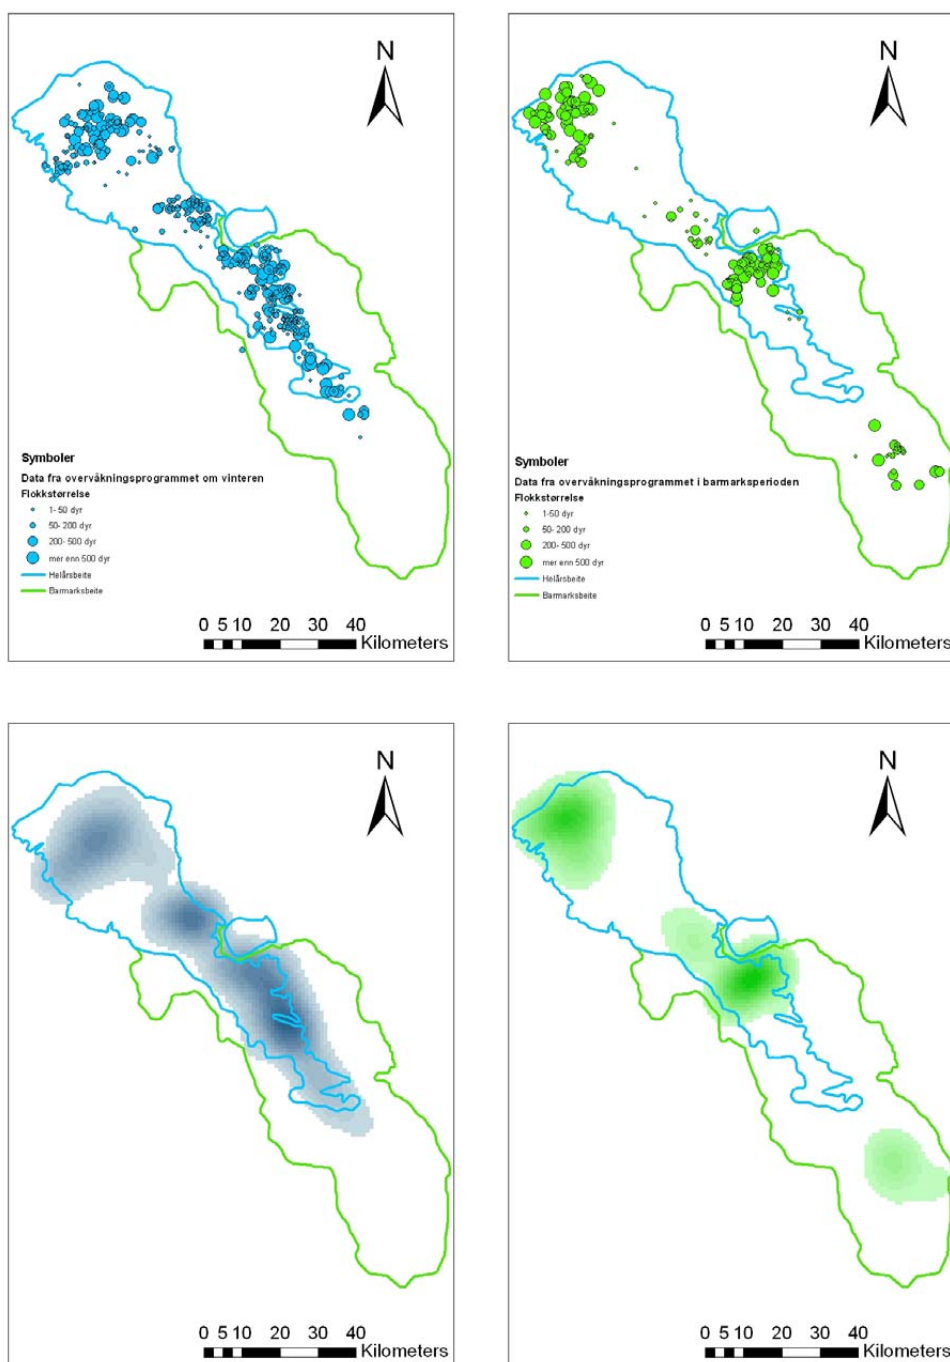 N
Symboler
Data fra overvåkningsprogrammet om vinteren
Flokkstørrelse
1- 50 dyr
50- 200 dyr
200- 500 dyr
mer enn 500 dyr
Helårsbeite
Barmarksbeite
0 5 10 20 30 40
Kilometers
N
Symboler
Data fra overvåkningsprogrammet i barmarksperioden
Flokkstørrelse
1-50 dyr
50- 200 dyr
200- 500 dyr
mer enn 500 dyr
Helårsbeite
Barmarksbeite
0 5 10 20 30 40
Kilometers
N
0 5 10 20 30 40
Kilometers
N
0 5 10 20 30 40
Kilometers